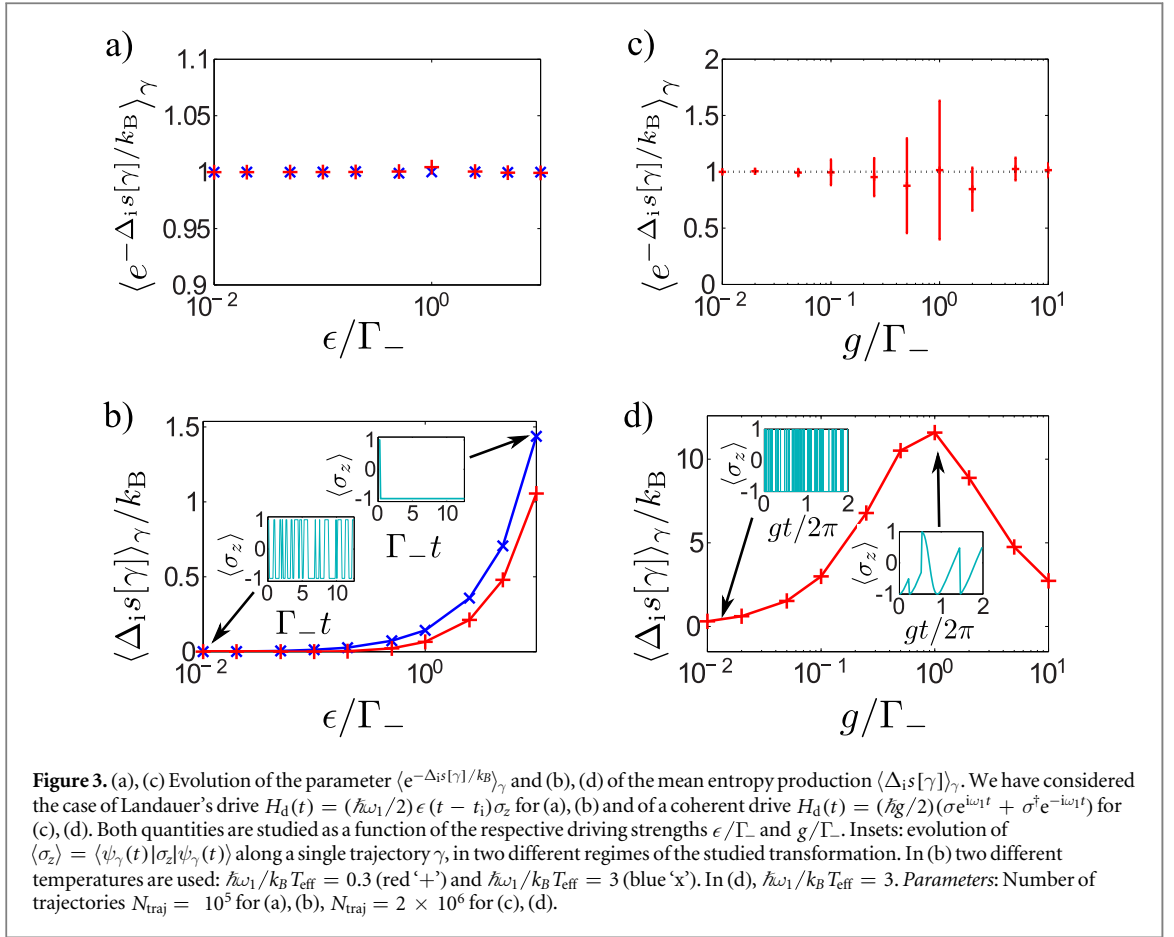 a)
1.1
1.05
1
0.95
0.9
⟨e^{−Δ_i s[γ]/k_B}⟩_γ
10^{−2} 10^0
ϵ/Γ_−
c)
2
1.5
1
0.5
0
⟨e^{−Δ_i s[γ]/k_B}⟩_γ
10^{−2} 10^{−1} 10^0 10^1
g/Γ_−
b)
1.5
1
0.5
0
⟨Δ_i s[γ]⟩_γ/k_B
1
0
-1
⟨σ_z⟩
0 5 10
Γ_−t
1
0
-1
⟨σ_z⟩
0 5 10
Γ_−t
10^{−2} 10^0
ϵ/Γ_−
d)
10
5
0
⟨Δ_i s[γ]⟩_γ/k_B
1
0
-1
⟨σ_z⟩
0 1 2
gt/2π
1
0
-1
⟨σ_z⟩
0 1 2
gt/2π
10^{−2} 10^{−1} 10^0 10^1
g/Γ_−
Figure 3. (a), (c) Evolution of the parameter ⟨e^{−Δ_i s[γ]/k_B}⟩_γ and (b), (d) of the mean entropy production ⟨Δ_i s[γ]⟩_γ. We have considered
the case of Landauer's drive H_d(t) = (ℏω_1/2) ϵ (t − t_i)σ_z for (a), (b) and of a coherent drive H_d(t) = (ℏg/2)(σe^{iω_1 t} + σ^†e^{−iω_1 t}) for
(c), (d). Both quantities are studied as a function of the respective driving strengths ϵ/Γ_− and g/Γ_−. Insets: evolution of
⟨σ_z⟩ = ⟨ψ_γ(t)|σ_z|ψ_γ(t)⟩ along a single trajectory γ, in two different regimes of the studied transformation. In (b) two different
temperatures are used: ℏω_1/k_B T_eff = 0.3 (red '+') and ℏω_1/k_B T_eff = 3 (blue 'x'). In (d), ℏω_1/k_B T_eff = 3. Parameters: Number of
trajectories N_traj = 10^5 for (a), (b), N_traj = 2 × 10^6 for (c), (d).